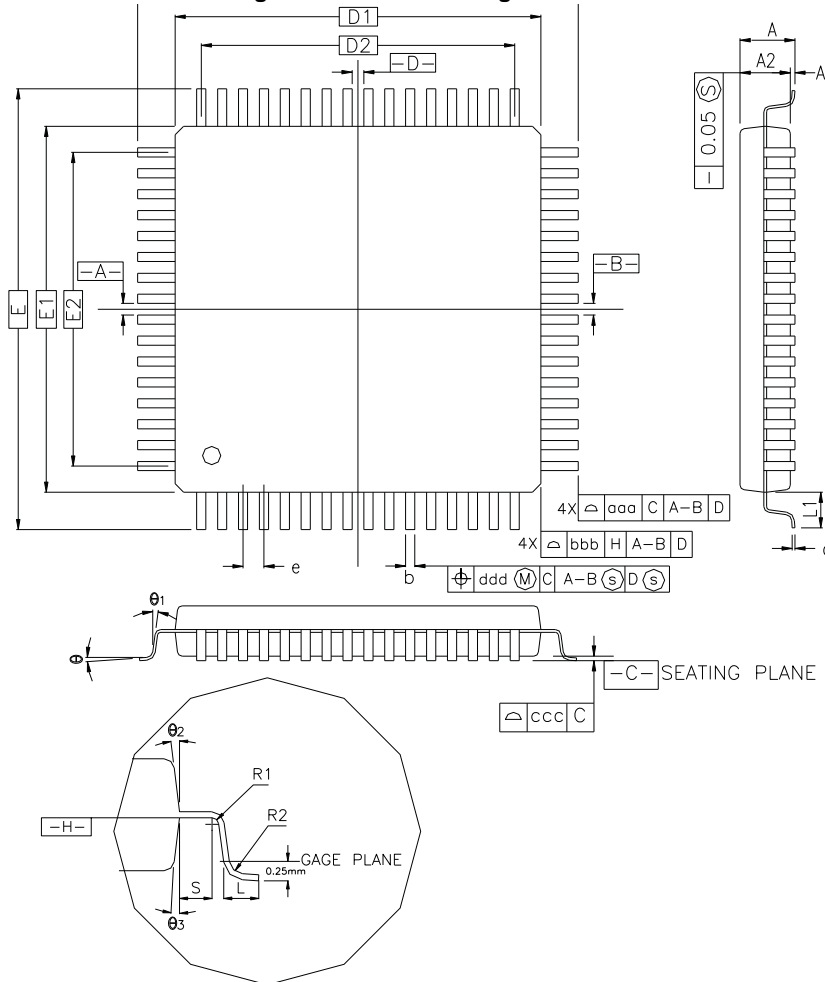 D1
D2
-D-
A
A2
A
0.05 Ⓢ
-A-
-B-
E
E1
E2
L1
4X ⌓ aaa C A-B D
4X ⌓ bbb H A-B D
e
b
⌖ ddd Ⓜ C A-B ⓢ D ⓢ
θ1
θ
-C- SEATING PLANE
⌓ ccc C
θ2
R1
-H-
R2
GAGE PLANE
0.25mm
S
L
θ3